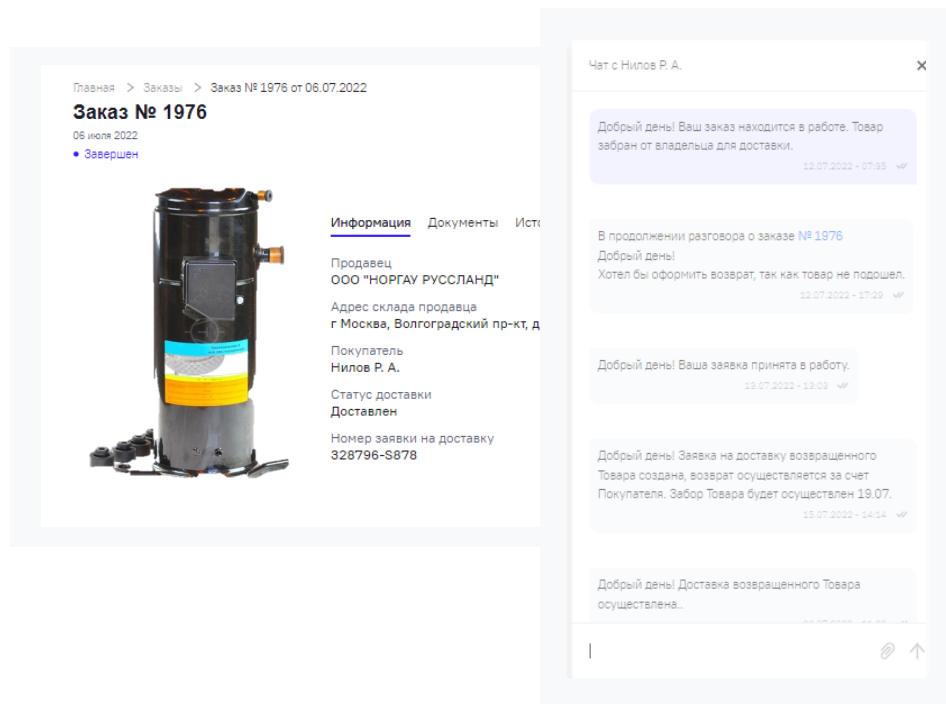 Главная > Заказы > Заказ № 1976 от 06.07.2022
Заказ № 1976
06 июля 2022
• Завершен
Информация Документы Исто
Продавец
ООО "НОРГАУ РУССЛАНД"
Адрес склада продавца
г Москва, Волгоградский пр-кт, д
Покупатель
Нилов Р. А.
Статус доставки
Доставлен
Номер заявки на доставку
328796-S878
Чат с Нилов Р. А.
Добрый день! Ваш заказ находится в работе. Товар
забран от владельца для доставки.
12.07.2022 - 07:35
В продолжении разговора о заказе № 1976
Добрый день!
Хотел бы оформить возврат, так как товар не подошел.
12.07.2022 - 17:29
Добрый день! Ваша заявка принята в работу.
13.07.2022 - 13:03
Добрый день! Заявка на доставку возвращенного
Товара создана, возврат осуществляется за счет
Покупателя. Забор Товара будет осуществлен 19.07.
15.07.2022 - 14:14
Добрый день! Доставка возвращенного Товара
осуществлена..